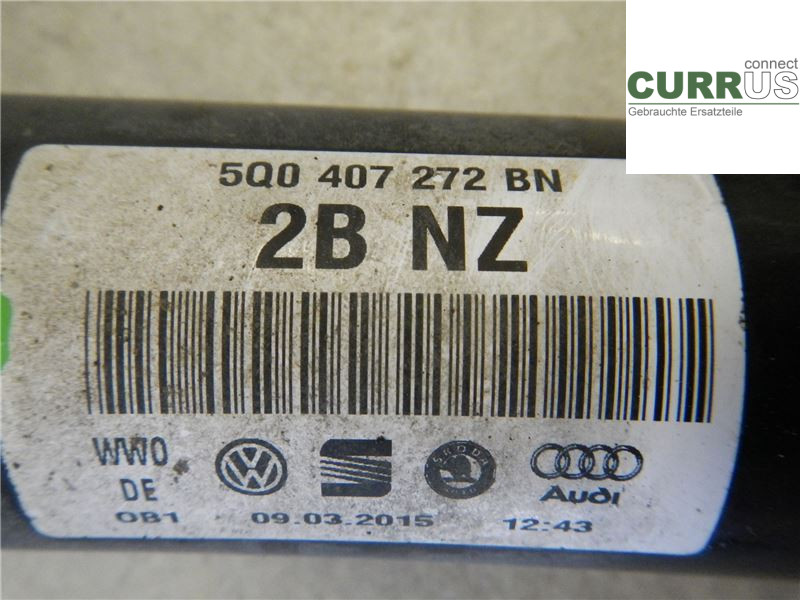 connect
CURRUS
Gebrauchte Ersatzteile
5Q0 407 272 BN
2B NZ
WWO
DE
SKODA
Audi
OB1 09.03.2015 12:43